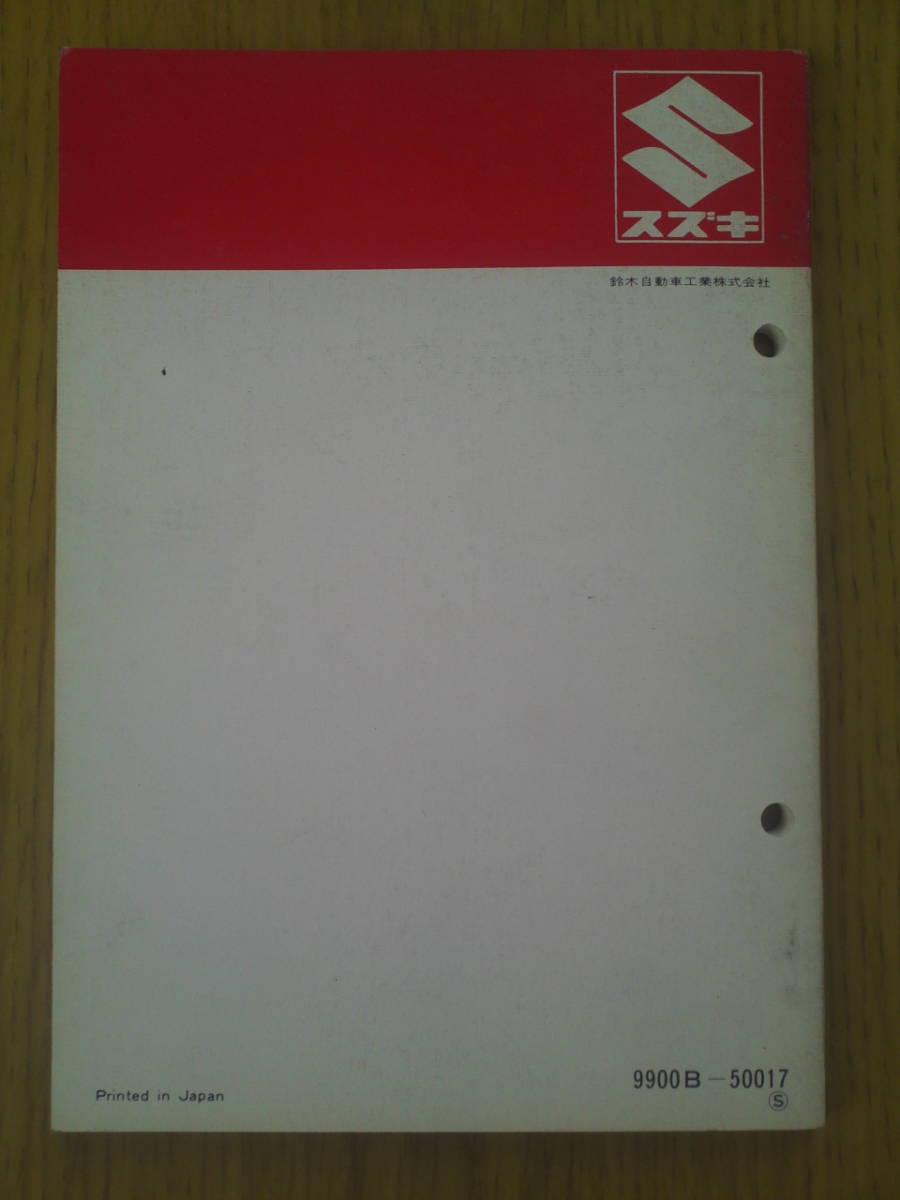 スズキ
鈴木自動車工業株式会社
9900B-50017
Ⓢ
Printed in Japan